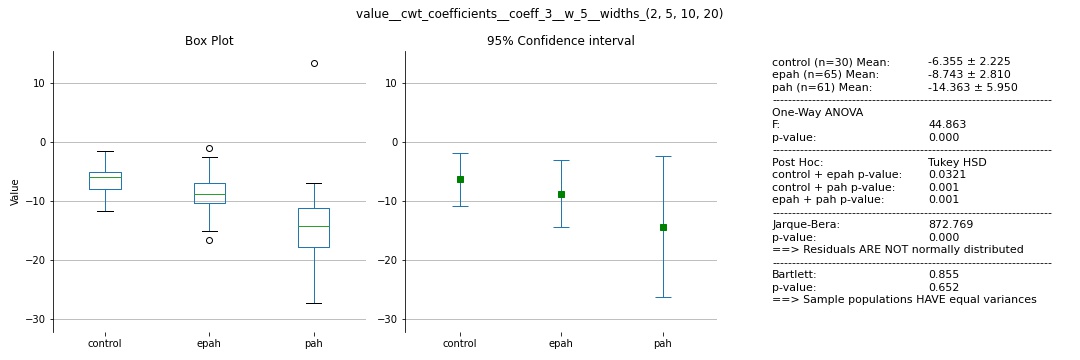 value__cwt_coefficients__coeff_3__w_5__widths_(2, 5, 10, 20)
Box Plot
Value
10
0
−10
−20
−30
control
epah
pah
95% Confidence interval
10
0
−10
−20
−30
control
epah
pah
control (n=30) Mean: -6.355 ± 2.225
epah (n=65) Mean: -8.743 ± 2.810
pah (n=61) Mean: -14.363 ± 5.950
One-Way ANOVA
F: 44.863
p-value: 0.000
Post Hoc: Tukey HSD
control + epah p-value: 0.0321
control + pah p-value: 0.001
epah + pah p-value: 0.001
Jarque-Bera: 872.769
p-value: 0.000
==> Residuals ARE NOT normally distributed
Bartlett: 0.855
p-value: 0.652
==> Sample populations HAVE equal variances